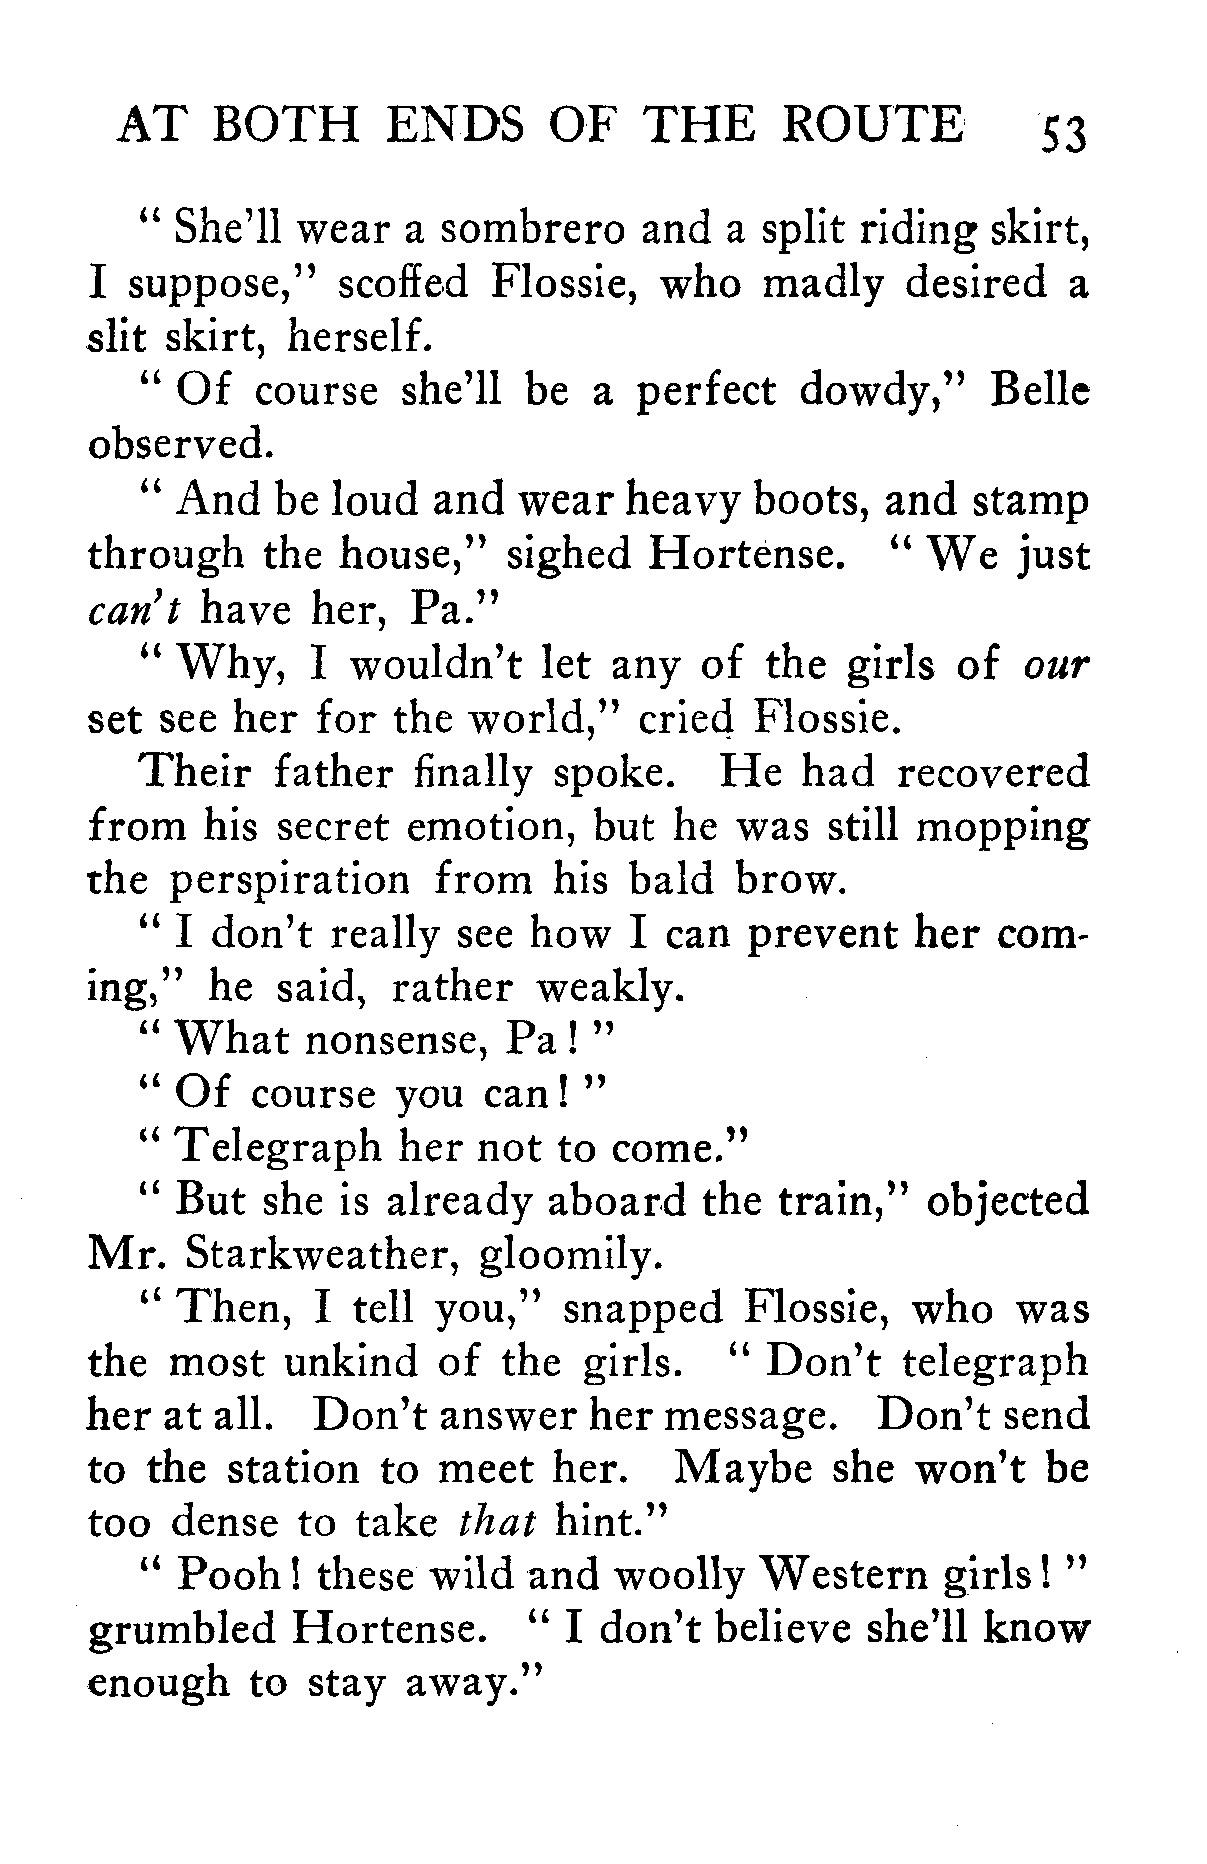 AT BOTH ENDS OF THE ROUTE 53
“ She’ll wear a sombrero and a split riding skirt,
I suppose,” scoffed Flossie, who madly desired a
slit skirt, herself.
“ Of course she’ll be a perfect dowdy,” Belle
observed.
“ And be loud and wear heavy boots, and stamp
through the house,” sighed Hortense. “ We just
can’t have her, Pa.”
“ Why, I wouldn’t let any of the girls of our
set see her for the world,” cried Flossie.
Their father finally spoke. He had recovered
from his secret emotion, but he was still mopping
the perspiration from his bald brow.
“ I don’t really see how I can prevent her com-
ing,” he said, rather weakly.
“ What nonsense, Pa ! ”
“ Of course you can ! ”
“ Telegraph her not to come.”
“ But she is already aboard the train,” objected
Mr. Starkweather, gloomily.
“ Then, I tell you,” snapped Flossie, who was
the most unkind of the girls. “ Don’t telegraph
her at all. Don’t answer her message. Don’t send
to the station to meet her. Maybe she won’t be
too dense to take that hint.”
“ Pooh ! these wild and woolly Western girls ! ”
grumbled Hortense. “ I don’t believe she’ll know
enough to stay away.”